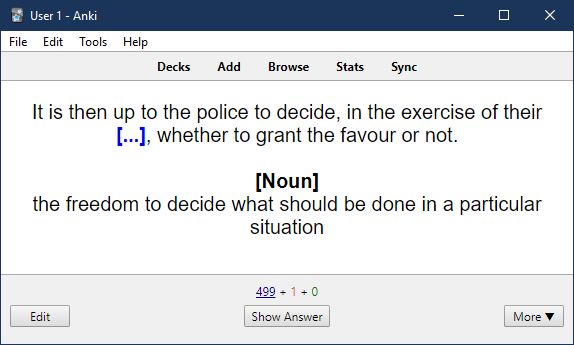 User 1 - Anki
File Edit Tools Help
Decks Add Browse Stats Sync
It is then up to the police to decide, in the exercise of their
[...], whether to grant the favour or not.
[Noun]
the freedom to decide what should be done in a particular
situation
499 + 1 + 0
Edit Show Answer More ▼